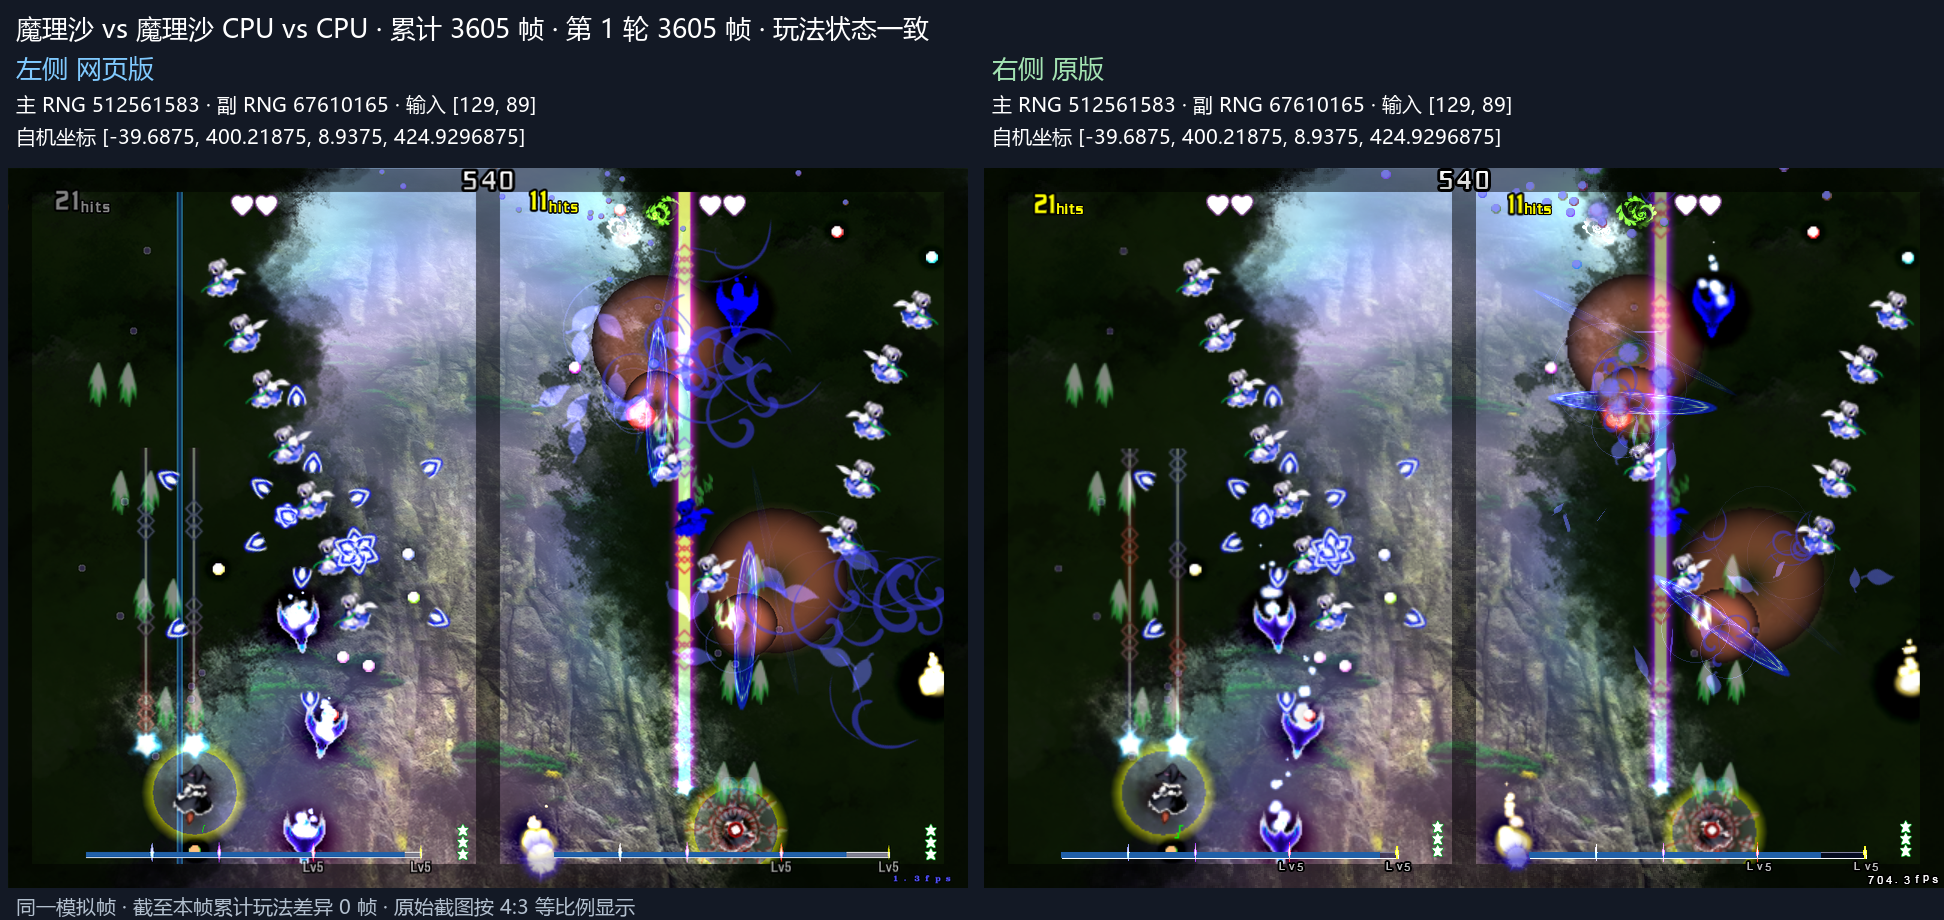 魔理沙 vs 魔理沙 CPU vs CPU · 累计 3605 帧 · 第 1 轮 3605 帧 · 玩法状态一致
左侧 网页版
主 RNG 512561583 · 副 RNG 67610165 · 输入 [129, 89]
自机坐标 [-39.6875, 400.21875, 8.9375, 424.9296875]
右侧 原版
主 RNG 512561583 · 副 RNG 67610165 · 输入 [129, 89]
自机坐标 [-39.6875, 400.21875, 8.9375, 424.9296875]
540
21hits
11hits
Lv5
Lv5
Lv5
Lv5
1.3fps
540
21hits
11hits
Lv5
Lv5
Lv5
Lv5
704.3fps
同一模拟帧 · 截至本帧累计玩法差异 0 帧 · 原始截图按 4:3 等比例显示